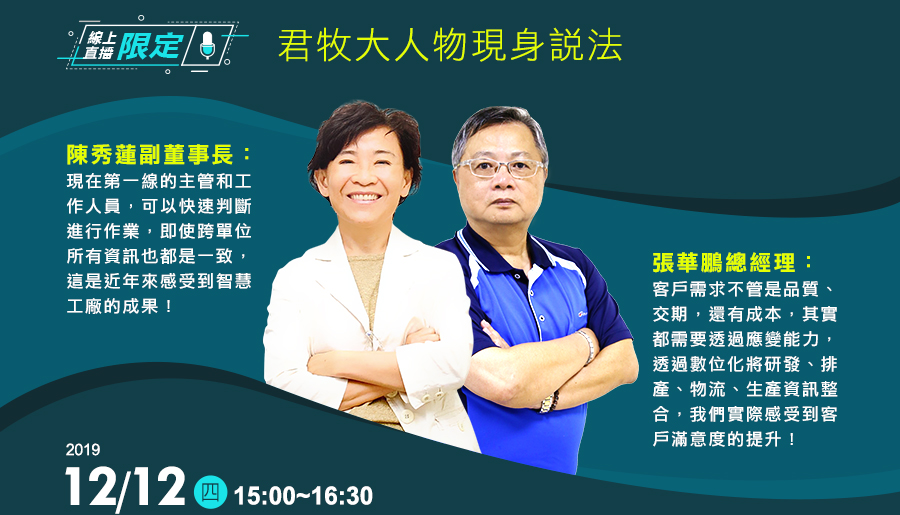 線上
直播
限定
君牧大人物現身説法
陳秀蓮副董事長：
現在第一線的主管和工
作人員，可以快速判斷
進行作業，即使跨單位
所有資訊也都是一致，
這是近年來感受到智慧
工廠的成果！
張華鵬總經理：
客戶需求不管是品質、
交期，還有成本，其實
都需要透過應變能力，
透過數位化將研發、排
產、物流、生產資訊整
合，我們實際感受到客
戶滿意度的提升！
2019
12/12 四 15:00~16:30